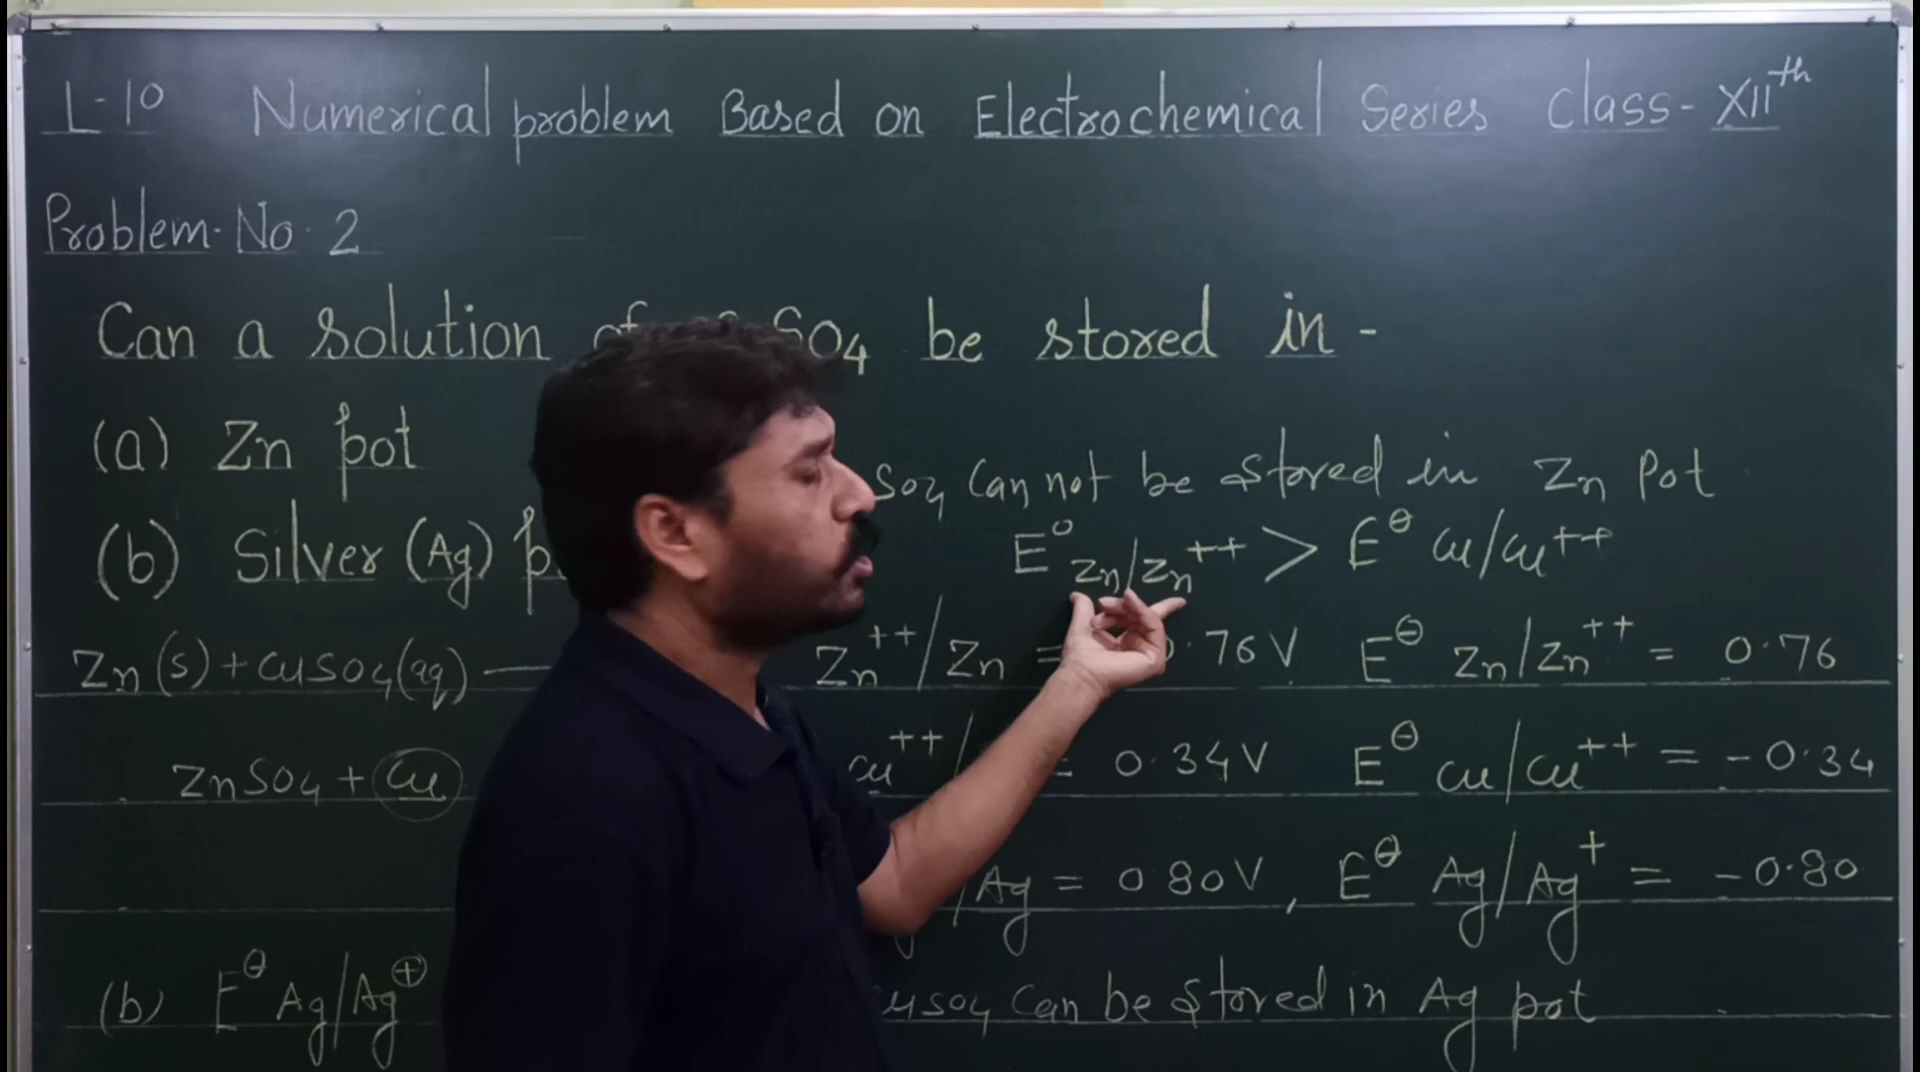 L-10 Numerical problem Based on Electrochemical Series Class-XIIth
Problem. No. 2
Can a solution of SO4 be stored in -
(a) Zn pot
SO4 Can not be Stored in Zn Pot
(b) Silver (Ag) p
E° Zn/Zn++ > E⊖ Cu/Cu++
Zn(s) + CuSO4(aq) — Zn++/Zn = 0.76V E⊖ Zn/Zn++ = 0.76
ZnSO4 + Cu Cu++/ = 0.34V E⊖ Cu/Cu++ = -0.34
/Ag = 0.80V, E⊖ Ag/Ag+ = -0.80
(b) E⊖ Ag/Ag⊕ CuSO4 Can be Stored in Ag pot